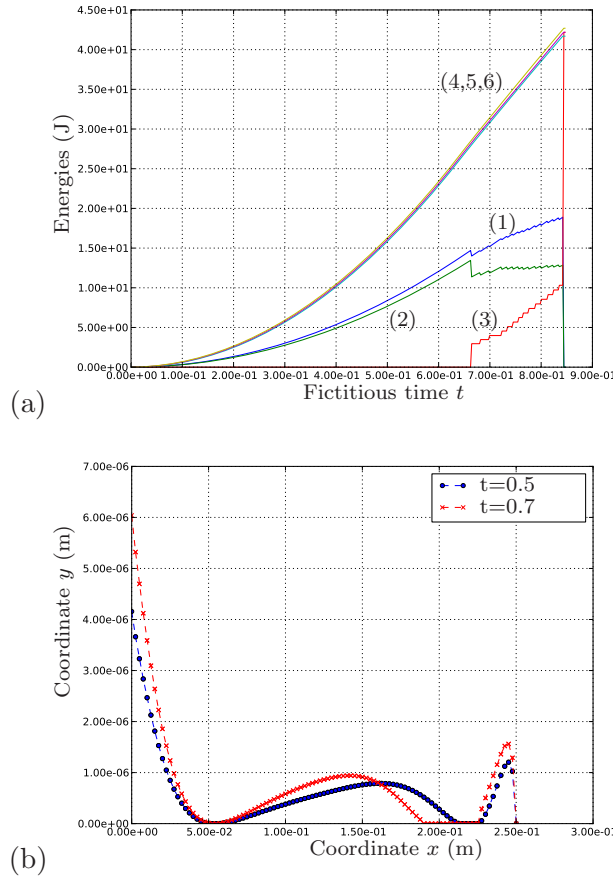 4.50e+01
4.00e+01
3.50e+01
3.00e+01
2.50e+01
2.00e+01
1.50e+01
1.00e+01
5.00e+00
0.00e+00
Energies (J)
(4,5,6)
(1)
(2)
(3)
0.00e+00 1.00e-01 2.00e-01 3.00e-01 4.00e-01 5.00e-01 6.00e-01 7.00e-01 8.00e-01 9.00e-01
Fictitious time t
(a)
7.00e-06
6.00e-06
5.00e-06
4.00e-06
3.00e-06
2.00e-06
1.00e-06
0.00e+00
Coordinate y (m)
t=0.5
t=0.7
0.00e+00 5.00e-02 1.00e-01 1.50e-01 2.00e-01 2.50e-01 3.00e-01
Coordinate x (m)
(b)